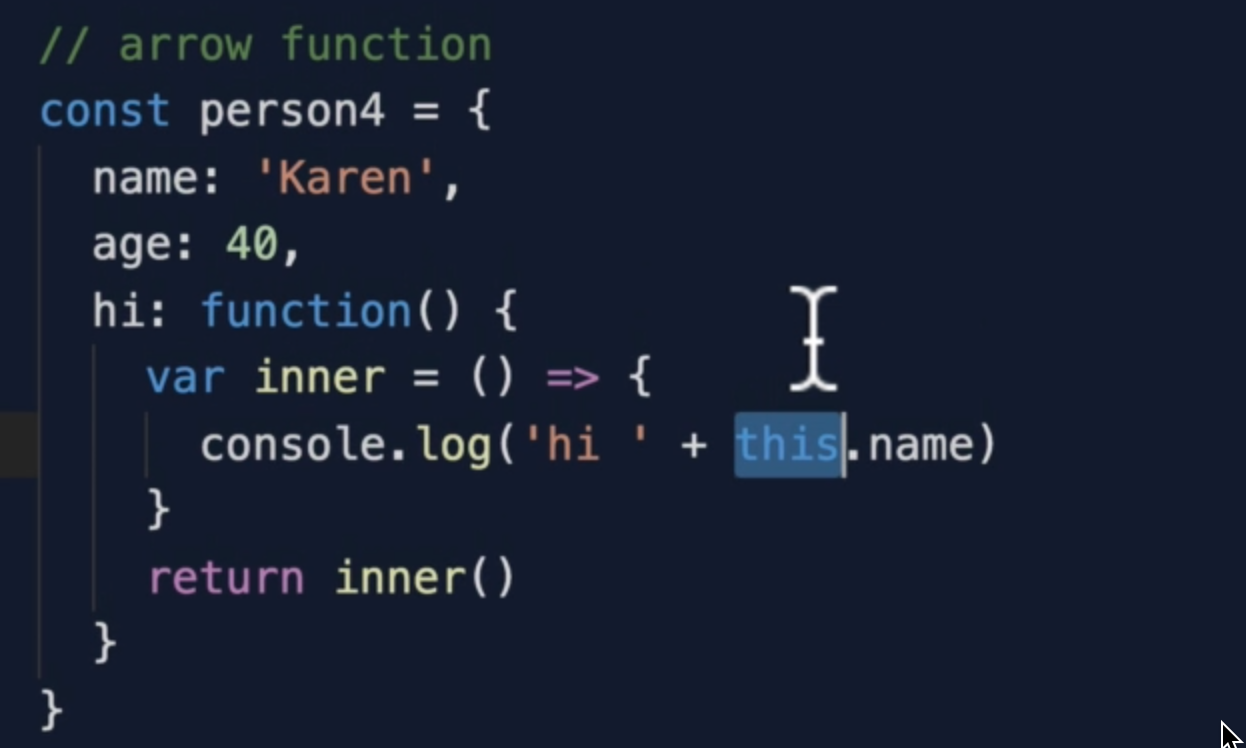 // arrow function
const person4 = {
  name: 'Karen',
  age: 40,
  hi: function() {
    var inner = () => {
      console.log('hi ' + this.name)
    }
    return inner()
  }
}